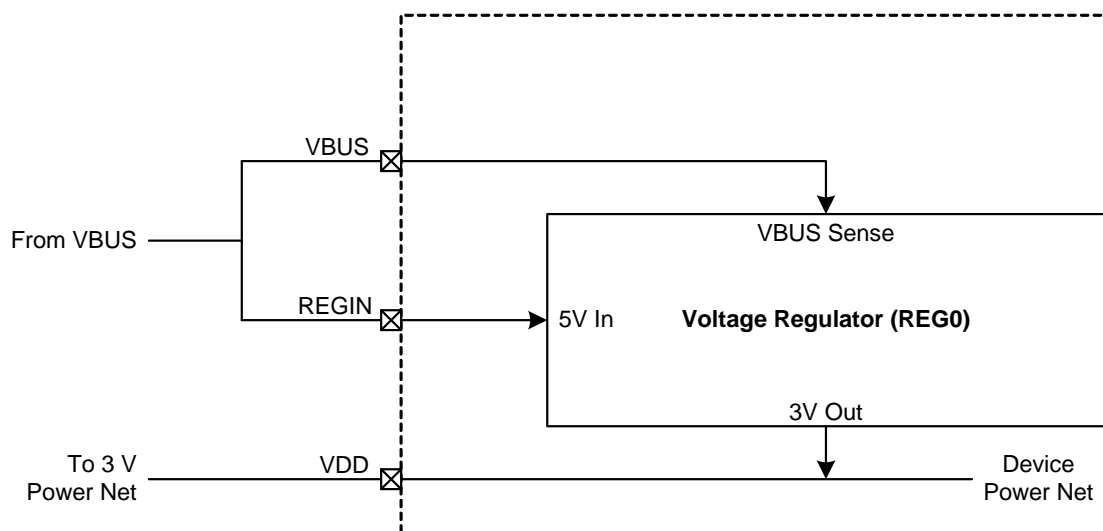 VBUS
From VBUS
VBUS Sense
REGIN
5V In
Voltage Regulator (REG0)
3V Out
To 3 V
Power Net
VDD
Device
Power Net